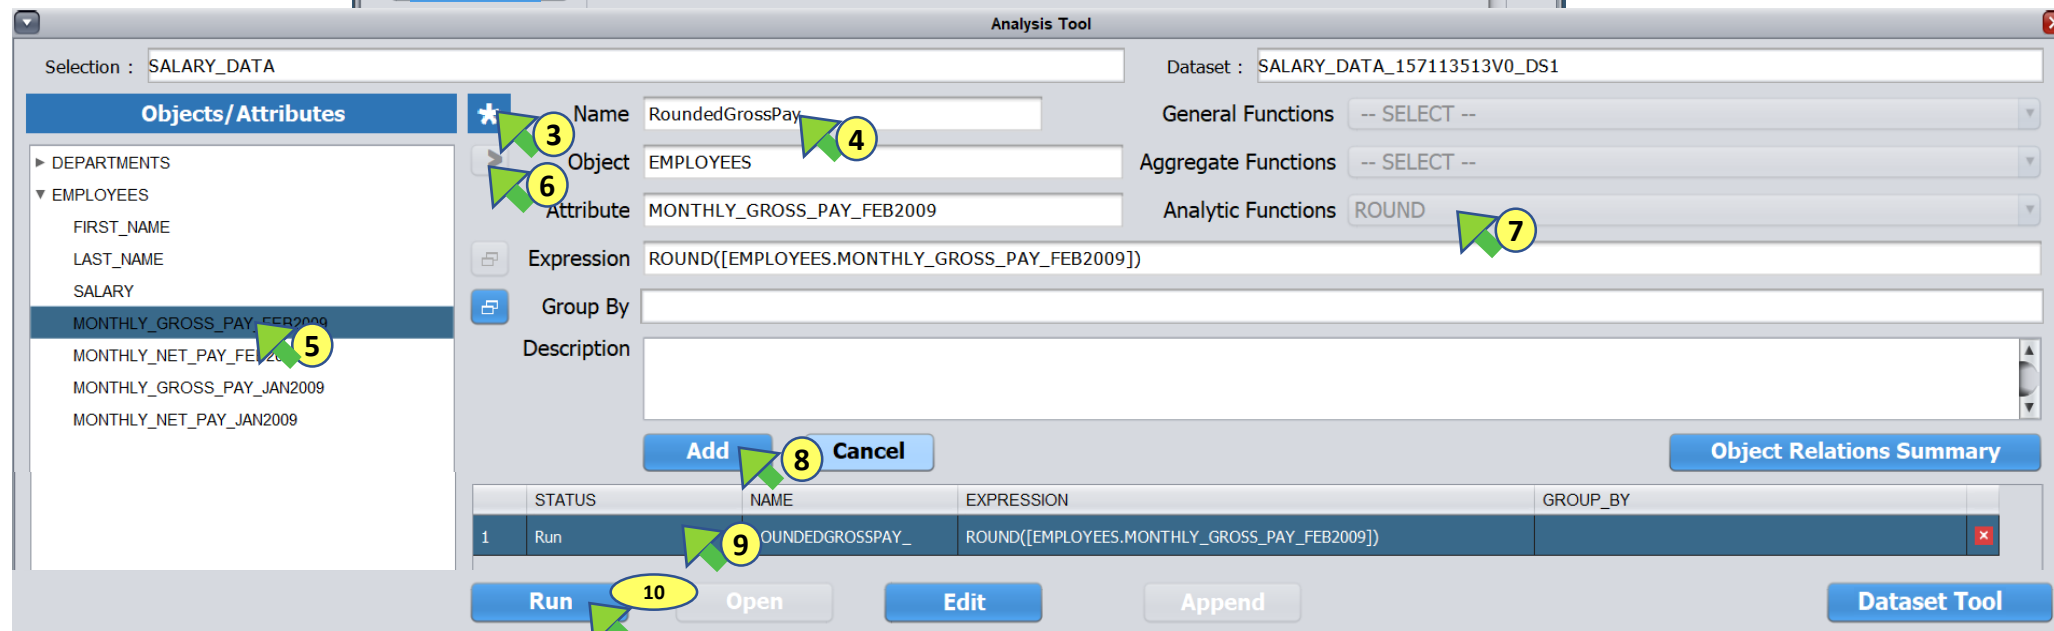 Analysis Tool
Selection : SALARY_DATA Dataset : SALARY_DATA_157113513V0_DS1
Objects/Attributes
* Name RoundedGrossPay General Functions -- SELECT --
3
4
DEPARTMENTS
> Object EMPLOYEES Aggregate Functions -- SELECT --
6
EMPLOYEES
Attribute MONTHLY_GROSS_PAY_FEB2009 Analytic Functions ROUND
7
FIRST_NAME
LAST_NAME
Expression ROUND([EMPLOYEES.MONTHLY_GROSS_PAY_FEB2009])
SALARY
Group By
MONTHLY_GROSS_PAY_FEB2009
5
MONTHLY_NET_PAY_FEB20
Description
MONTHLY_GROSS_PAY_JAN2009
MONTHLY_NET_PAY_JAN2009
Add 8 Cancel Object Relations Summary
STATUS NAME EXPRESSION GROUP_BY
1 Run 9 OUNDEDGROSSPAY_ ROUND([EMPLOYEES.MONTHLY_GROSS_PAY_FEB2009])
Run 10 Open Edit Append Dataset Tool